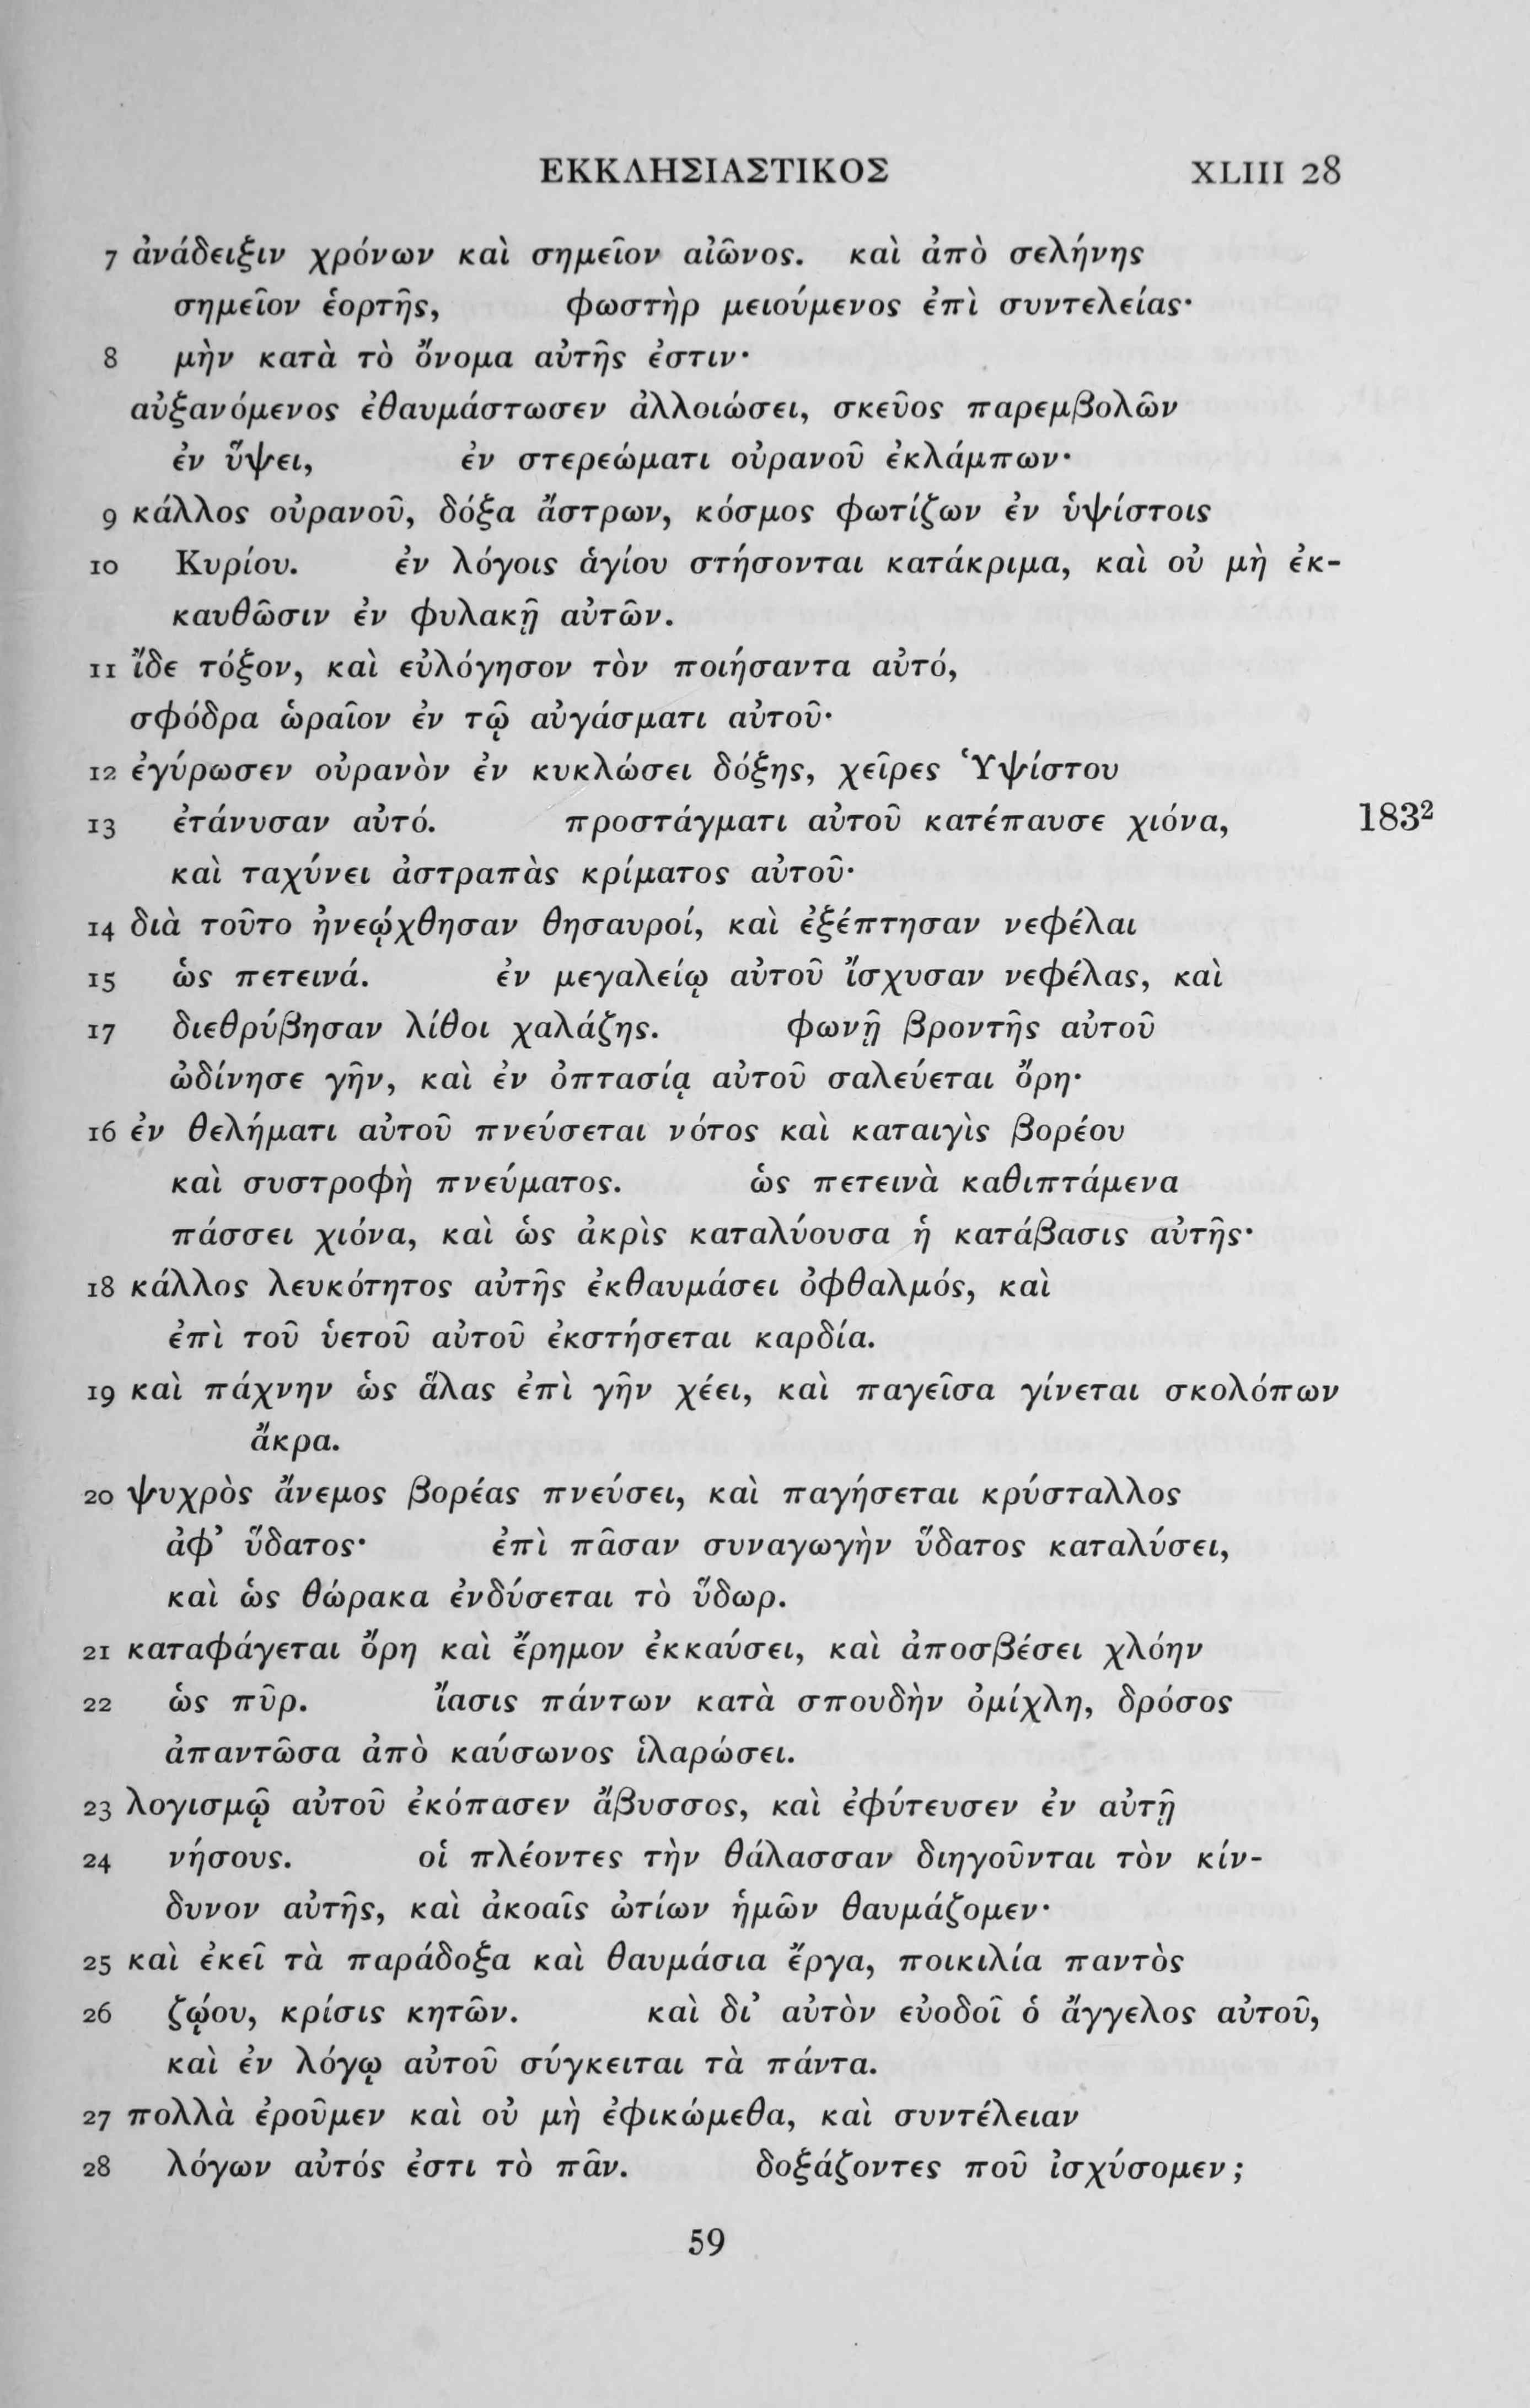 ΕΚΚΛΗΣΙΑΣΤΙΚΟΣ XLIII 28
7 ἀνάδειξιν χρόνων καὶ σημεῖον αἰῶνος. καὶ ἀπὸ σελήνης
σημεῖον ἑορτῆς, φωστὴρ μειούμενος ἐπὶ συντελείας·
8 μὴν κατὰ τὸ ὄνομα αὐτῆς ἐστιν·
αὐξανόμενος ἐθαυμάστωσεν ἀλλοιώσει, σκεῦος παρεμβολῶν
ἐν ὕψει, ἐν στερεώματι οὐρανοῦ ἐκλάμπων·
9 κάλλος οὐρανοῦ, δόξα ἄστρων, κόσμος φωτίζων ἐν ὑψίστοις
10 Κυρίου. ἐν λόγοις ἁγίου στήσονται κατάκριμα, καὶ οὐ μὴ ἐκ-
καυθῶσιν ἐν φυλακῇ αὐτῶν.
11 ἴδε τόξον, καὶ εὐλόγησον τὸν ποιήσαντα αὐτό,
σφόδρα ὡραῖον ἐν τῷ αὐγάσματι αὐτοῦ·
12 ἐγύρωσεν οὐρανὸν ἐν κυκλώσει δόξης, χεῖρες Ὑψίστου
13 ἐτάνυσαν αὐτό. προστάγματι αὐτοῦ κατέπαυσε χιόνα, 183²
καὶ ταχύνει ἀστραπὰς κρίματος αὐτοῦ·
14 διὰ τοῦτο ἠνεῴχθησαν θησαυροί, καὶ ἐξέπτησαν νεφέλαι
15 ὡς πετεινά. ἐν μεγαλείῳ αὐτοῦ ἴσχυσαν νεφέλας, καὶ
17 διεθρύβησαν λίθοι χαλάζης. φωνῇ βροντῆς αὐτοῦ
ὠδίνησε γῆν, καὶ ἐν ὀπτασίᾳ αὐτοῦ σαλεύεται ὄρη·
16 ἐν θελήματι αὐτοῦ πνεύσεται νότος καὶ καταιγὶς βορέου
καὶ συστροφὴ πνεύματος. ὡς πετεινὰ καθιπτάμενα
πάσσει χιόνα, καὶ ὡς ἀκρὶς καταλύουσα ἡ κατάβασις αὐτῆς·
18 κάλλος λευκότητος αὐτῆς ἐκθαυμάσει ὀφθαλμός, καὶ
ἐπὶ τοῦ ὑετοῦ αὐτοῦ ἐκστήσεται καρδία.
19 καὶ πάχνην ὡς ἅλας ἐπὶ γῆν χέει, καὶ παγεῖσα γίνεται σκολόπων
ἄκρα.
20 ψυχρὸς ἄνεμος βορέας πνεύσει, καὶ παγήσεται κρύσταλλος
ἀφ’ ὕδατος· ἐπὶ πᾶσαν συναγωγὴν ὕδατος καταλύσει,
καὶ ὡς θώρακα ἐνδύσεται τὸ ὕδωρ.
21 καταφάγεται ὄρη καὶ ἔρημον ἐκκαύσει, καὶ ἀποσβέσει χλόην
22 ὡς πῦρ. ἴασις πάντων κατὰ σπουδὴν ὁμίχλη, δρόσος
ἀπαντῶσα ἀπὸ καύσωνος ἱλαρώσει.
23 λογισμῷ αὐτοῦ ἐκόπασεν ἄβυσσος, καὶ ἐφύτευσεν ἐν αὐτῇ
24 νήσους. οἱ πλέοντες τὴν θάλασσαν διηγοῦνται τὸν κίν-
δυνον αὐτῆς, καὶ ἀκοαῖς ὠτίων ἡμῶν θαυμάζομεν·
25 καὶ ἐκεῖ τὰ παράδοξα καὶ θαυμάσια ἔργα, ποικιλία παντὸς
26 ζῴου, κρίσις κητῶν. καὶ δι’ αὐτὸν εὐοδοῖ ὁ ἄγγελος αὐτοῦ,
καὶ ἐν λόγῳ αὐτοῦ σύγκειται τὰ πάντα.
27 πολλὰ ἐροῦμεν καὶ οὐ μὴ ἐφικώμεθα, καὶ συντέλειαν
28 λόγων αὐτός ἐστι τὸ πᾶν. δοξάζοντες ποῦ ἰσχύσομεν;
59